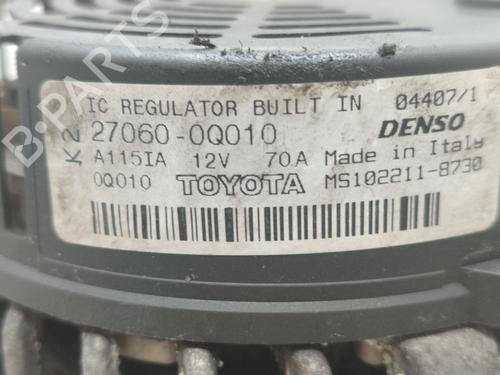 IC REGULATOR BUILT IN 04407/1
K2 27060-0Q010 DENSO
A115IA 12V 70A Made in Italy
0Q010 TOYOTA MS102211-8730
B-PARTS